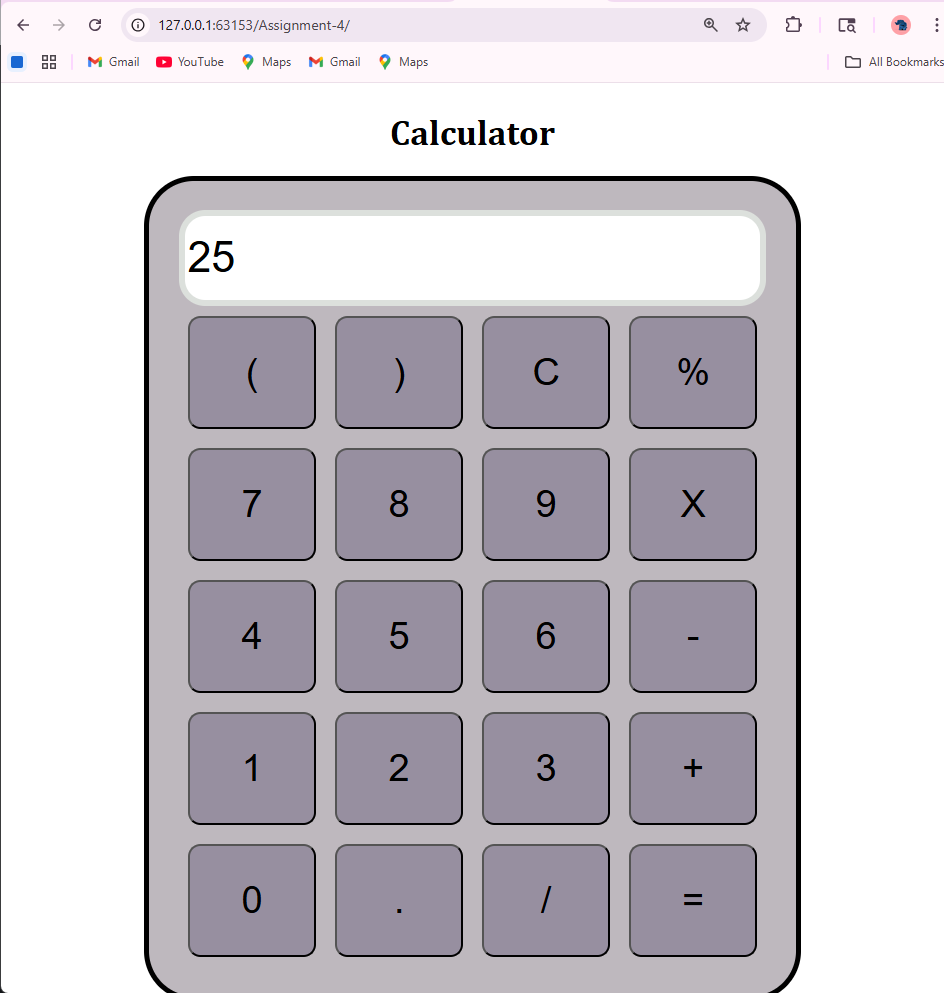 127.0.0.1:63153/Assignment-4/
Gmail YouTube Maps Gmail Maps All Bookmarks
Calculator
25
( ) C %
7 8 9 X
4 5 6 -
1 2 3 +
0 . / =